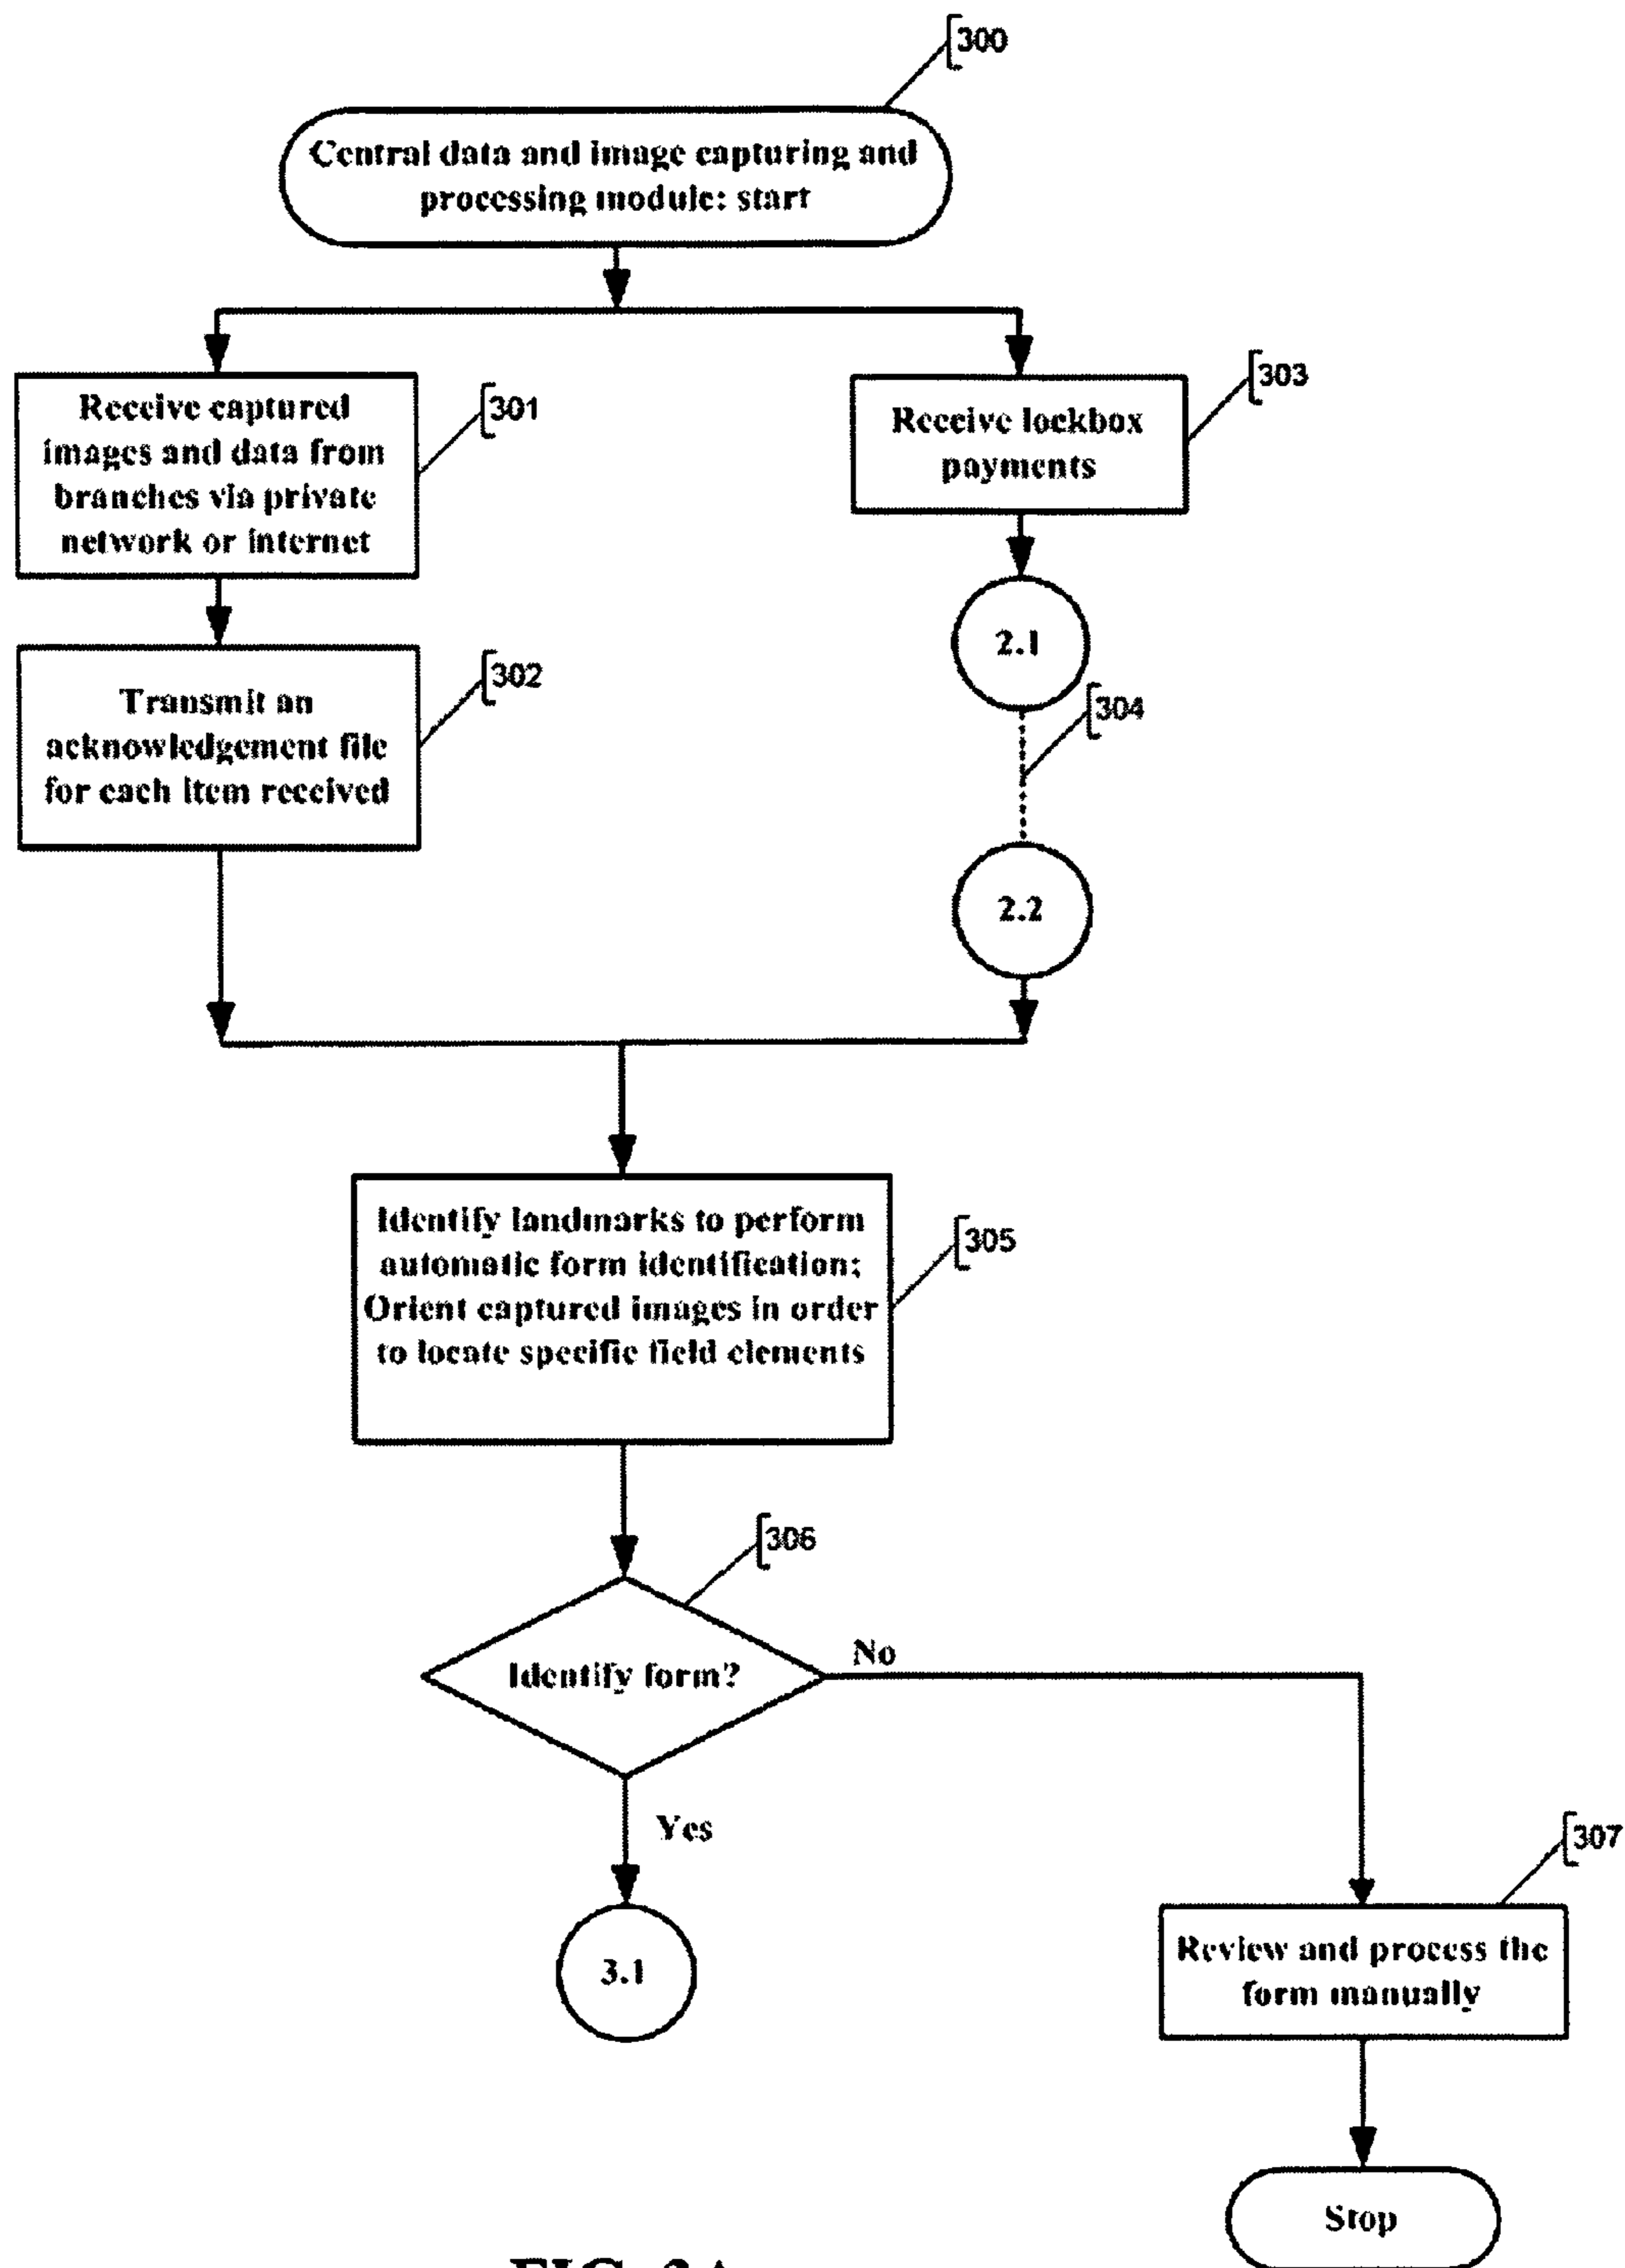 300
Central data and image capturing and
processing module: start
Receive captured
images and data from
branches via private
network or internet
301
Receive lockbox
payments
303
2.1
304
Transmit an
acknowledgement file
for each item received
302
2.2
Identify landmarks to perform
automatic form identification;
Orient captured images in order
to locate specific field elements
305
306
Identify form?
No
Yes
307
3.1
Review and process the
form manually
Stop